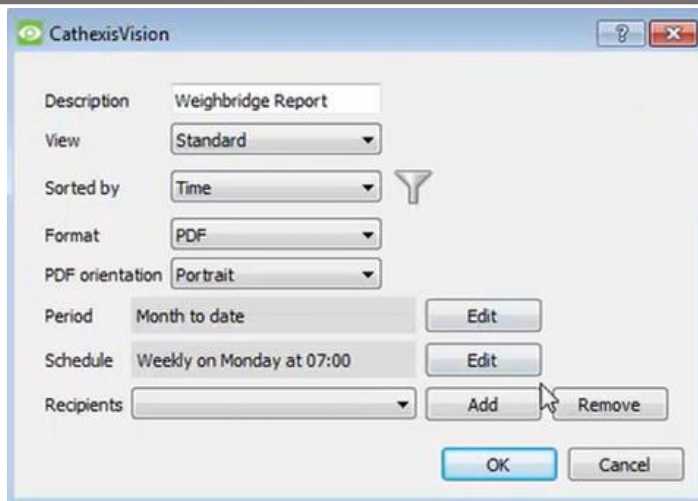 CathexisVision
Description Weighbridge Report
View Standard
Sorted by Time
Format PDF
PDF orientation Portrait
Period Month to date Edit
Schedule Weekly on Monday at 07:00 Edit
Recipients Add Remove
OK Cancel